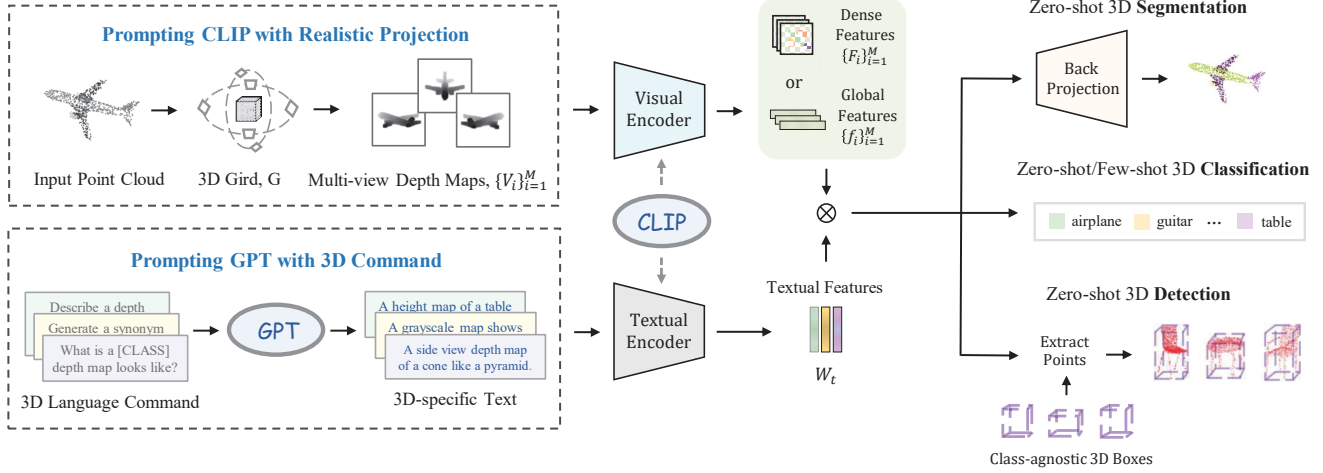 Prompting CLIP with Realistic Projection
Input Point Cloud
3D Gird, G
Multi-view Depth Maps, {V_i}_{i=1}^M
Prompting GPT with 3D Command
Describe a depth
Generate a synonym
What is a [CLASS]
depth map looks like?
3D Language Command
GPT
A height map of a table
A grayscale map shows
A side view depth map
of a cone like a pyramid.
3D-specific Text
Visual
Encoder
CLIP
Textual
Encoder
Dense
Features
{F_i}_{i=1}^M
or
Global
Features
{f_i}_{i=1}^M
⊗
Textual Features
W_t
Zero-shot 3D Segmentation
Back
Projection
Zero-shot/Few-shot 3D Classification
airplane guitar ... table
Zero-shot 3D Detection
Extract
Points
Class-agnostic 3D Boxes